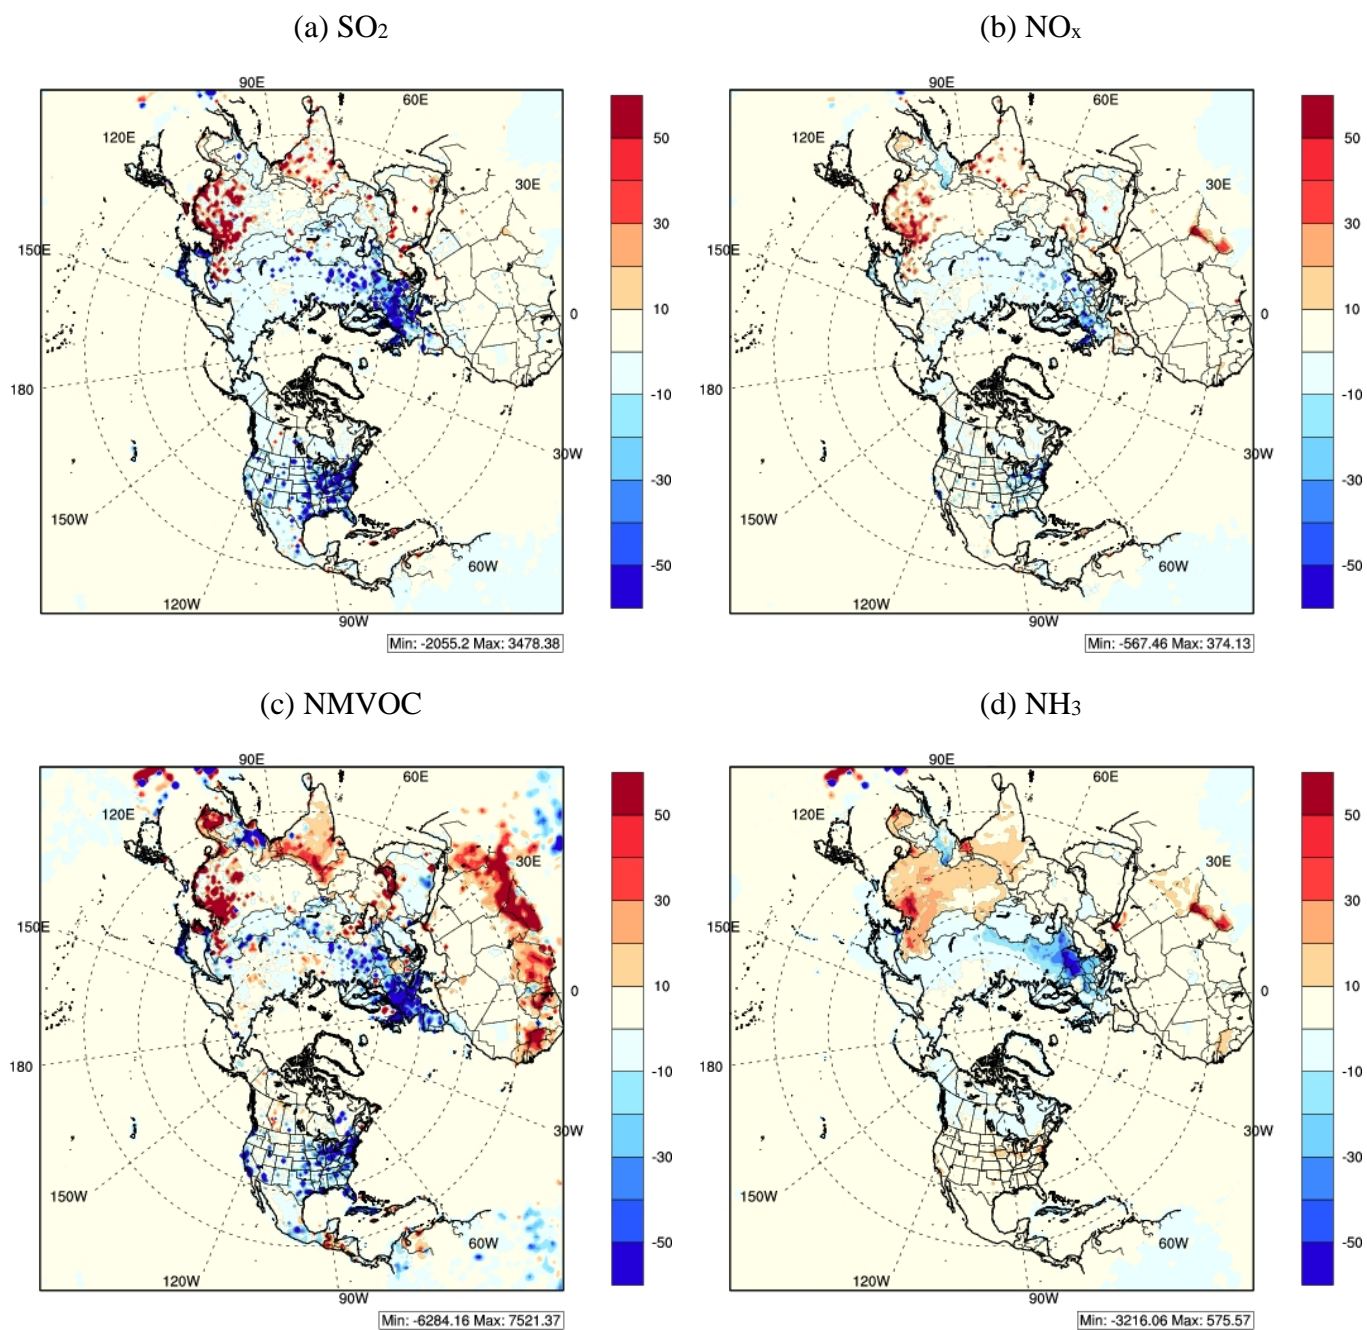 (a) SO₂
(b) NOₓ
90E
60E
120E
30E
150E
0
180
30W
150W
60W
120W
90W
50
30
10
-10
-30
-50
Min: -2055.2 Max: 3478.38
90E
60E
120E
30E
150E
0
180
30W
150W
60W
120W
90W
50
30
10
-10
-30
-50
Min: -567.46 Max: 374.13
(c) NMVOC
(d) NH₃
90E
60E
120E
30E
150E
0
180
30W
150W
60W
120W
90W
50
30
10
-10
-30
-50
Min: -6284.16 Max: 7521.37
90E
60E
120E
30E
150E
0
180
30W
150W
60W
120W
90W
50
30
10
-10
-30
-50
Min: -3216.06 Max: 575.57